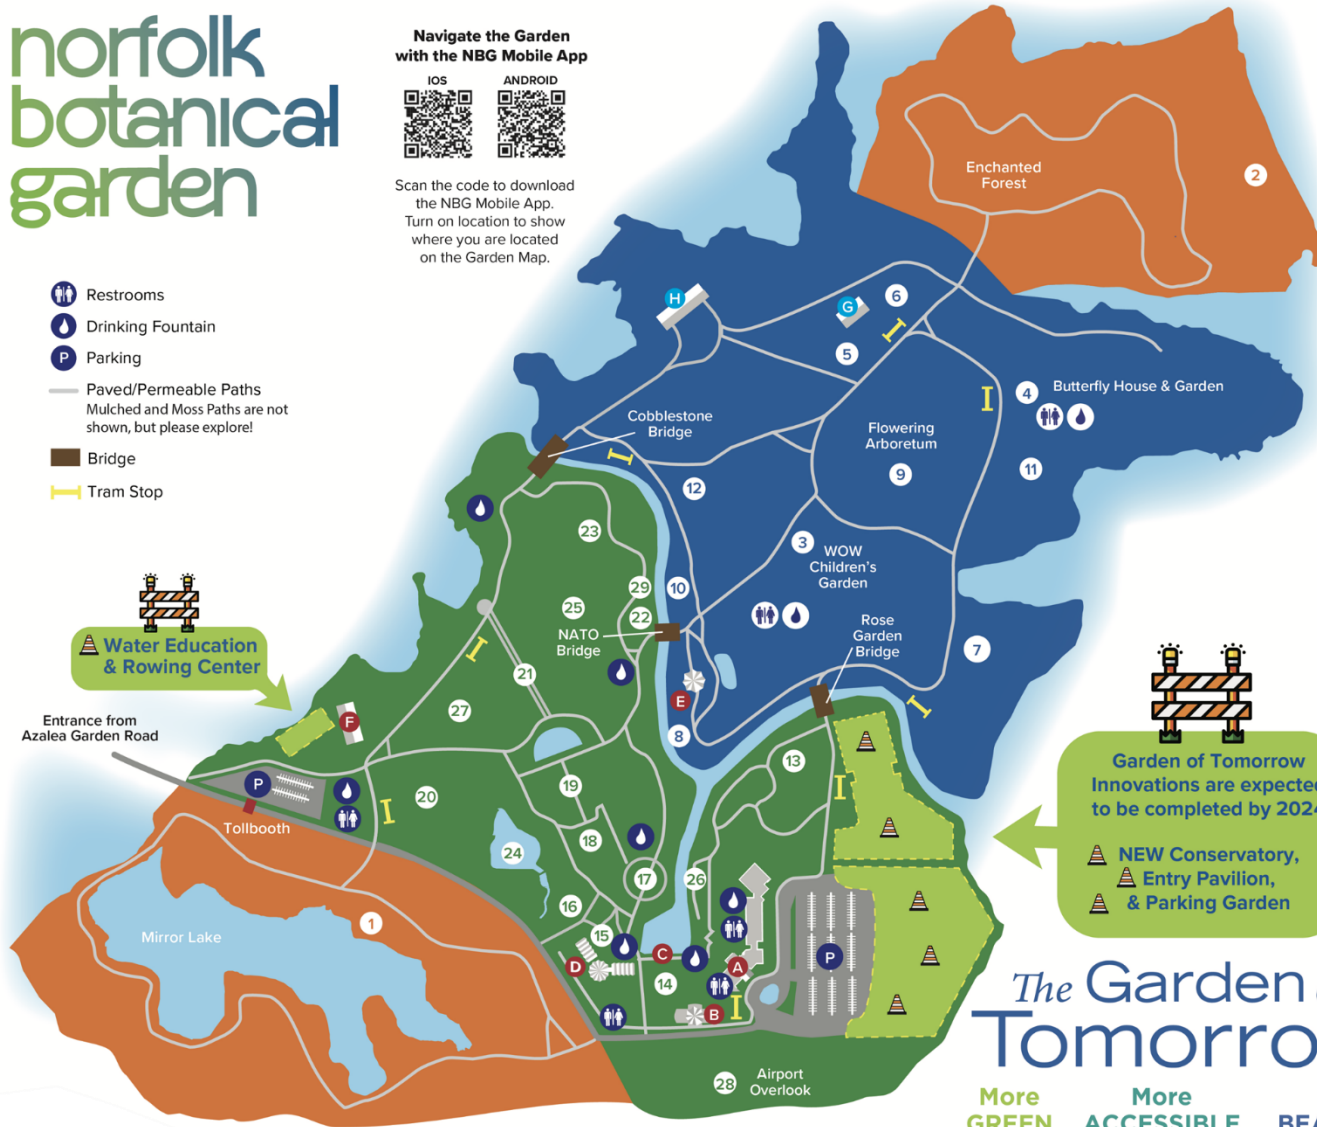 norfolk
botanical
garden
Navigate the Garden
with the NBG Mobile App
IOS
ANDROID
Scan the code to download
the NBG Mobile App.
Turn on location to show
where you are located
on the Garden Map.
Restrooms
Drinking Fountain
P
Parking
Paved/Permeable Paths
Mulched and Moss Paths are not
shown, but please explore!
Bridge
Tram Stop
Enchanted
Forest
2
H
G
6
5
4
Butterfly House & Garden
Cobblestone
Bridge
Flowering
Arboretum
9
11
12
23
3
WOW
Children's
Garden
29
10
25
22
NATO
Bridge
Rose
Garden
Bridge
7
21
E
27
8
Water Education
& Rowing Center
F
Entrance from
Azalea Garden Road
P
Tollbooth
20
19
13
18
24
17
26
16
15
D
C
A
14
B
P
1
Mirror Lake
28
Airport
Overlook
Garden of Tomorrow
Innovations are expected
to be completed by 2024
NEW Conservatory,
Entry Pavilion,
& Parking Garden
The Garden
Tomorro
More
GREEN
More
ACCESSIBLE
BEA